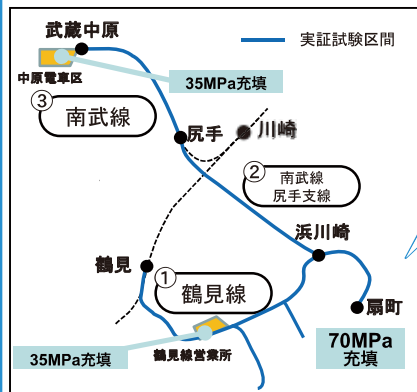 武蔵中原
実証試験区間
中原電車区
35MPa充填
③
南武線
尻手
川崎
②
南武線
尻手支線
浜川崎
鶴見
①
鶴見線
扇町
70MPa
充填
35MPa充填
鶴見線営業所